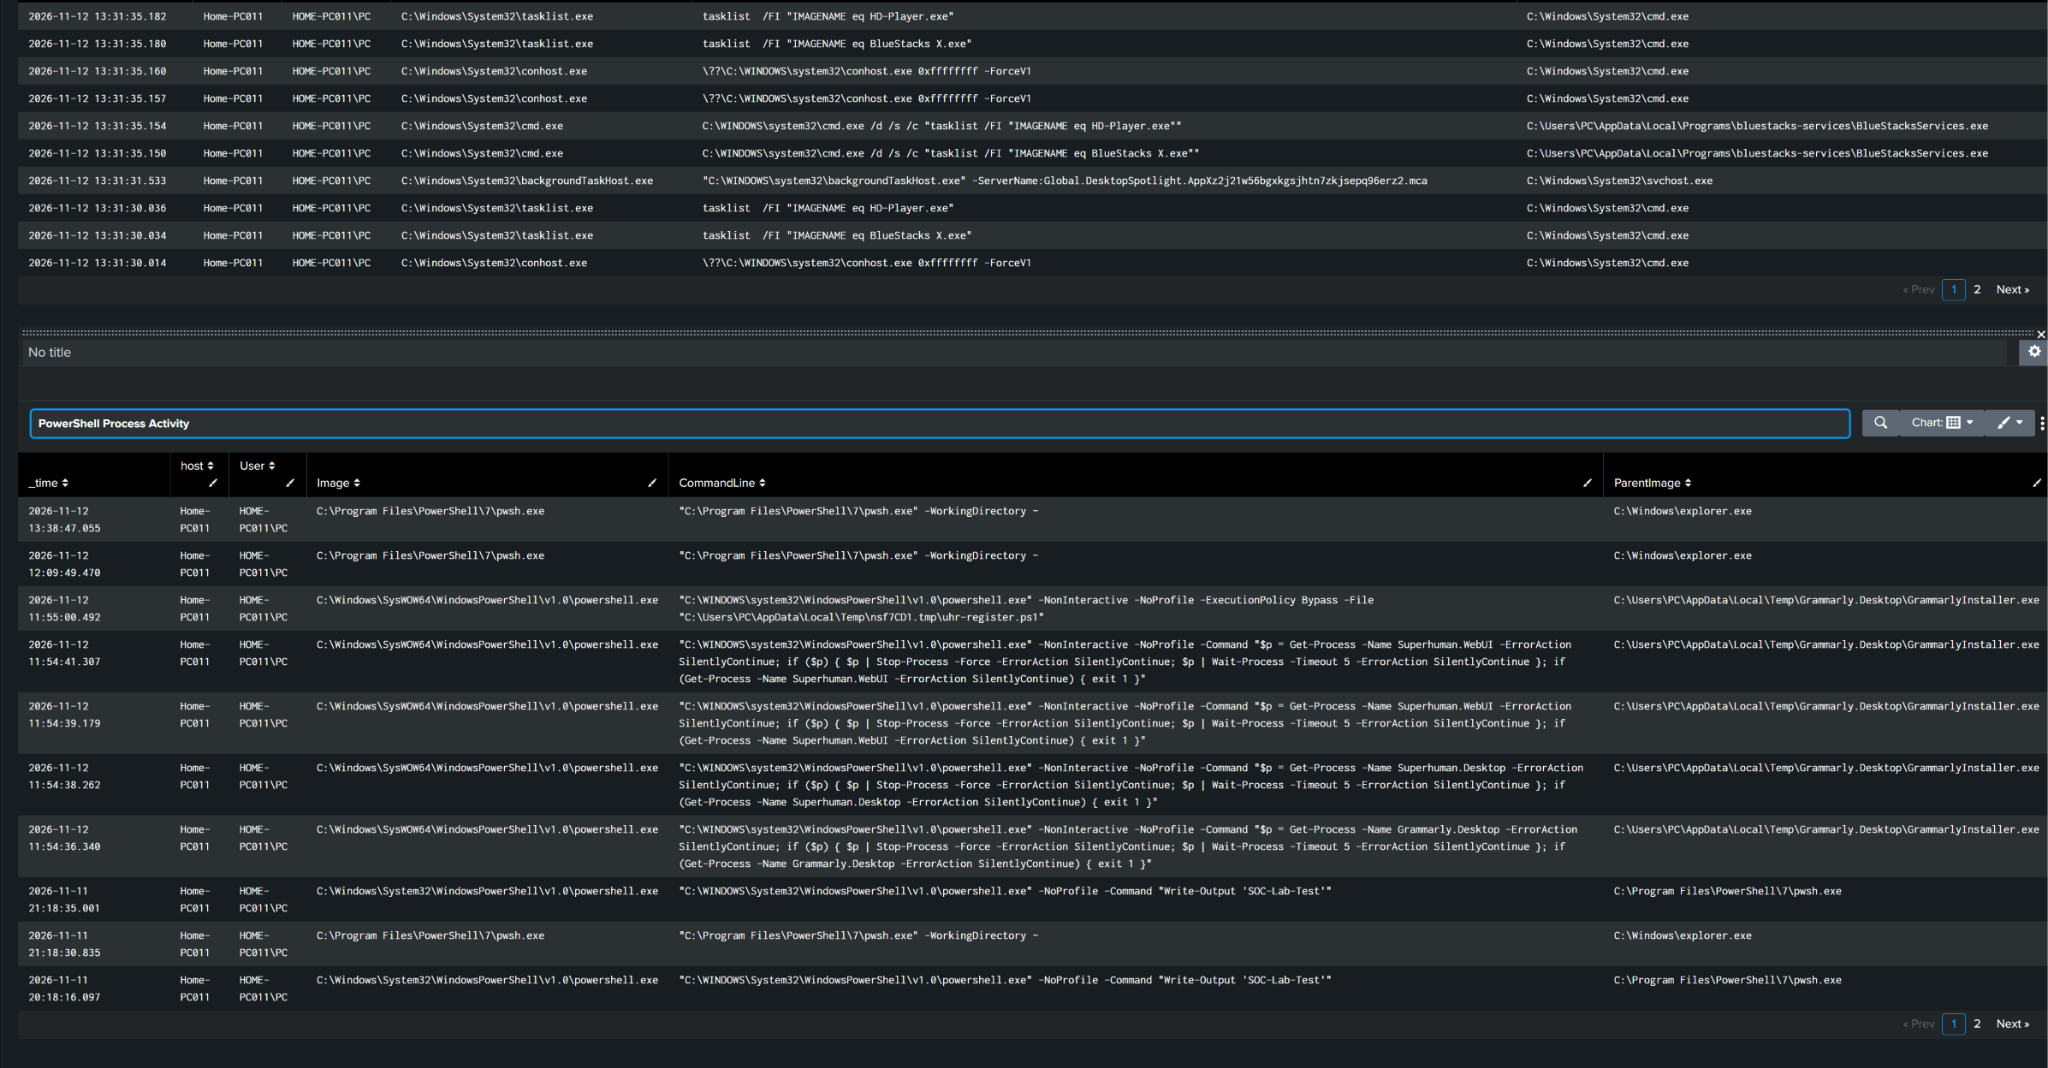 2026-11-12 13:31:35.182 Home-PC011 HOME-PC011\PC C:\Windows\System32\tasklist.exe tasklist /FI "IMAGENAME eq HD-Player.exe" C:\Windows\System32\cmd.exe
2026-11-12 13:31:35.180 Home-PC011 HOME-PC011\PC C:\Windows\System32\tasklist.exe tasklist /FI "IMAGENAME eq BlueStacks X.exe" C:\Windows\System32\cmd.exe
2026-11-12 13:31:35.160 Home-PC011 HOME-PC011\PC C:\Windows\System32\conhost.exe \??\C:\WINDOWS\system32\conhost.exe 0xffffffff -ForceV1 C:\Windows\System32\cmd.exe
2026-11-12 13:31:35.157 Home-PC011 HOME-PC011\PC C:\Windows\System32\conhost.exe \??\C:\WINDOWS\system32\conhost.exe 0xffffffff -ForceV1 C:\Windows\System32\cmd.exe
2026-11-12 13:31:35.154 Home-PC011 HOME-PC011\PC C:\Windows\System32\cmd.exe C:\WINDOWS\system32\cmd.exe /d /s /c "tasklist /FI "IMAGENAME eq HD-Player.exe"" C:\Users\PC\AppData\Local\Programs\bluestacks-services\BlueStacksServices.exe
2026-11-12 13:31:35.150 Home-PC011 HOME-PC011\PC C:\Windows\System32\cmd.exe C:\WINDOWS\system32\cmd.exe /d /s /c "tasklist /FI "IMAGENAME eq BlueStacks X.exe"" C:\Users\PC\AppData\Local\Programs\bluestacks-services\BlueStacksServices.exe
2026-11-12 13:31:31.533 Home-PC011 HOME-PC011\PC C:\Windows\System32\backgroundTaskHost.exe "C:\WINDOWS\system32\backgroundTaskHost.exe" -ServerName:Global.DesktopSpotlight.AppXz2j21w56bgxkgsjhtn7zkjsepq96erz2.mca C:\Windows\System32\svchost.exe
2026-11-12 13:31:30.036 Home-PC011 HOME-PC011\PC C:\Windows\System32\tasklist.exe tasklist /FI "IMAGENAME eq HD-Player.exe" C:\Windows\System32\cmd.exe
2026-11-12 13:31:30.034 Home-PC011 HOME-PC011\PC C:\Windows\System32\tasklist.exe tasklist /FI "IMAGENAME eq BlueStacks X.exe" C:\Windows\System32\cmd.exe
2026-11-12 13:31:30.014 Home-PC011 HOME-PC011\PC C:\Windows\System32\conhost.exe \??\C:\WINDOWS\system32\conhost.exe 0xffffffff -ForceV1 C:\Windows\System32\cmd.exe
« Prev 1 2 Next »
No title
PowerShell Process Activity
Chart:
_time host User Image CommandLine ParentImage
2026-11-12 Home- HOME- C:\Program Files\PowerShell\7\pwsh.exe "C:\Program Files\PowerShell\7\pwsh.exe" -WorkingDirectory ~ C:\Windows\explorer.exe
13:38:47.055 PC011 PC011\PC
2026-11-12 Home- HOME- C:\Program Files\PowerShell\7\pwsh.exe "C:\Program Files\PowerShell\7\pwsh.exe" -WorkingDirectory ~ C:\Windows\explorer.exe
12:09:49.470 PC011 PC011\PC
2026-11-12 Home- HOME- C:\Windows\SysWOW64\WindowsPowerShell\v1.0\powershell.exe "C:\WINDOWS\system32\WindowsPowerShell\v1.0\powershell.exe" -NonInteractive -NoProfile -ExecutionPolicy Bypass -File C:\Users\PC\AppData\Local\Temp\Grammarly.Desktop\GrammarlyInstaller.exe
11:55:00.492 PC011 PC011\PC "C:\Users\PC\AppData\Local\Temp\nsf7CD1.tmp\uhr-register.ps1"
2026-11-12 Home- HOME- C:\Windows\SysWOW64\WindowsPowerShell\v1.0\powershell.exe "C:\WINDOWS\system32\WindowsPowerShell\v1.0\powershell.exe" -NonInteractive -NoProfile -Command "$p = Get-Process -Name Superhuman.WebUI -ErrorAction C:\Users\PC\AppData\Local\Temp\Grammarly.Desktop\GrammarlyInstaller.exe
11:54:41.307 PC011 PC011\PC SilentlyContinue; if ($p) { $p | Stop-Process -Force -ErrorAction SilentlyContinue; $p | Wait-Process -Timeout 5 -ErrorAction SilentlyContinue }; if
(Get-Process -Name Superhuman.WebUI -ErrorAction SilentlyContinue) { exit 1 }"
2026-11-12 Home- HOME- C:\Windows\SysWOW64\WindowsPowerShell\v1.0\powershell.exe "C:\WINDOWS\system32\WindowsPowerShell\v1.0\powershell.exe" -NonInteractive -NoProfile -Command "$p = Get-Process -Name Superhuman.WebUI -ErrorAction C:\Users\PC\AppData\Local\Temp\Grammarly.Desktop\GrammarlyInstaller.exe
11:54:39.179 PC011 PC011\PC SilentlyContinue; if ($p) { $p | Stop-Process -Force -ErrorAction SilentlyContinue; $p | Wait-Process -Timeout 5 -ErrorAction SilentlyContinue }; if
(Get-Process -Name Superhuman.WebUI -ErrorAction SilentlyContinue) { exit 1 }"
2026-11-12 Home- HOME- C:\Windows\SysWOW64\WindowsPowerShell\v1.0\powershell.exe "C:\WINDOWS\system32\WindowsPowerShell\v1.0\powershell.exe" -NonInteractive -NoProfile -Command "$p = Get-Process -Name Superhuman.Desktop -ErrorAction C:\Users\PC\AppData\Local\Temp\Grammarly.Desktop\GrammarlyInstaller.exe
11:54:38.262 PC011 PC011\PC SilentlyContinue; if ($p) { $p | Stop-Process -Force -ErrorAction SilentlyContinue; $p | Wait-Process -Timeout 5 -ErrorAction SilentlyContinue }; if
(Get-Process -Name Superhuman.Desktop -ErrorAction SilentlyContinue) { exit 1 }"
2026-11-12 Home- HOME- C:\Windows\SysWOW64\WindowsPowerShell\v1.0\powershell.exe "C:\WINDOWS\system32\WindowsPowerShell\v1.0\powershell.exe" -NonInteractive -NoProfile -Command "$p = Get-Process -Name Grammarly.Desktop -ErrorAction C:\Users\PC\AppData\Local\Temp\Grammarly.Desktop\GrammarlyInstaller.exe
11:54:36.340 PC011 PC011\PC SilentlyContinue; if ($p) { $p | Stop-Process -Force -ErrorAction SilentlyContinue; $p | Wait-Process -Timeout 5 -ErrorAction SilentlyContinue }; if
(Get-Process -Name Grammarly.Desktop -ErrorAction SilentlyContinue) { exit 1 }"
2026-11-11 Home- HOME- C:\Windows\System32\WindowsPowerShell\v1.0\powershell.exe "C:\WINDOWS\System32\WindowsPowerShell\v1.0\powershell.exe" -NoProfile -Command "Write-Output 'SOC-Lab-Test'" C:\Program Files\PowerShell\7\pwsh.exe
21:18:35.001 PC011 PC011\PC
2026-11-11 Home- HOME- C:\Program Files\PowerShell\7\pwsh.exe "C:\Program Files\PowerShell\7\pwsh.exe" -WorkingDirectory ~ C:\Windows\explorer.exe
21:18:30.835 PC011 PC011\PC
2026-11-11 Home- HOME- C:\Windows\System32\WindowsPowerShell\v1.0\powershell.exe "C:\WINDOWS\System32\WindowsPowerShell\v1.0\powershell.exe" -NoProfile -Command "Write-Output 'SOC-Lab-Test'" C:\Program Files\PowerShell\7\pwsh.exe
20:18:16.097 PC011 PC011\PC
« Prev 1 2 Next »